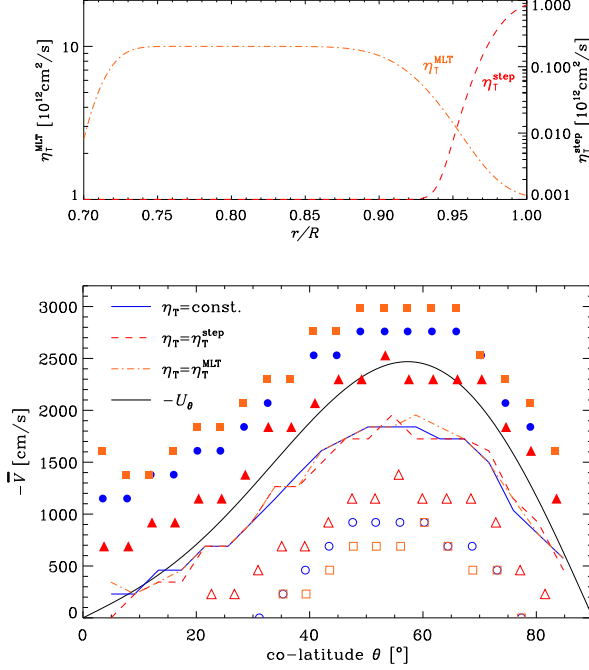 η_T^MLT [10^12 cm^2/s]
10
1
η_T^MLT
η_T^step
1.000
0.200
0.010
0.001
η_T^step [10^12 cm^2/s]
0.70 0.75 0.80 0.85 0.90 0.95 1.00
r/R
-V̅ [cm/s]
3000
2500
2000
1500
1000
500
0
η_T=const.
η_T=η_T^step
η_T=η_T^MLT
-U_θ
0 20 40 60 80
co-latitude θ [°]